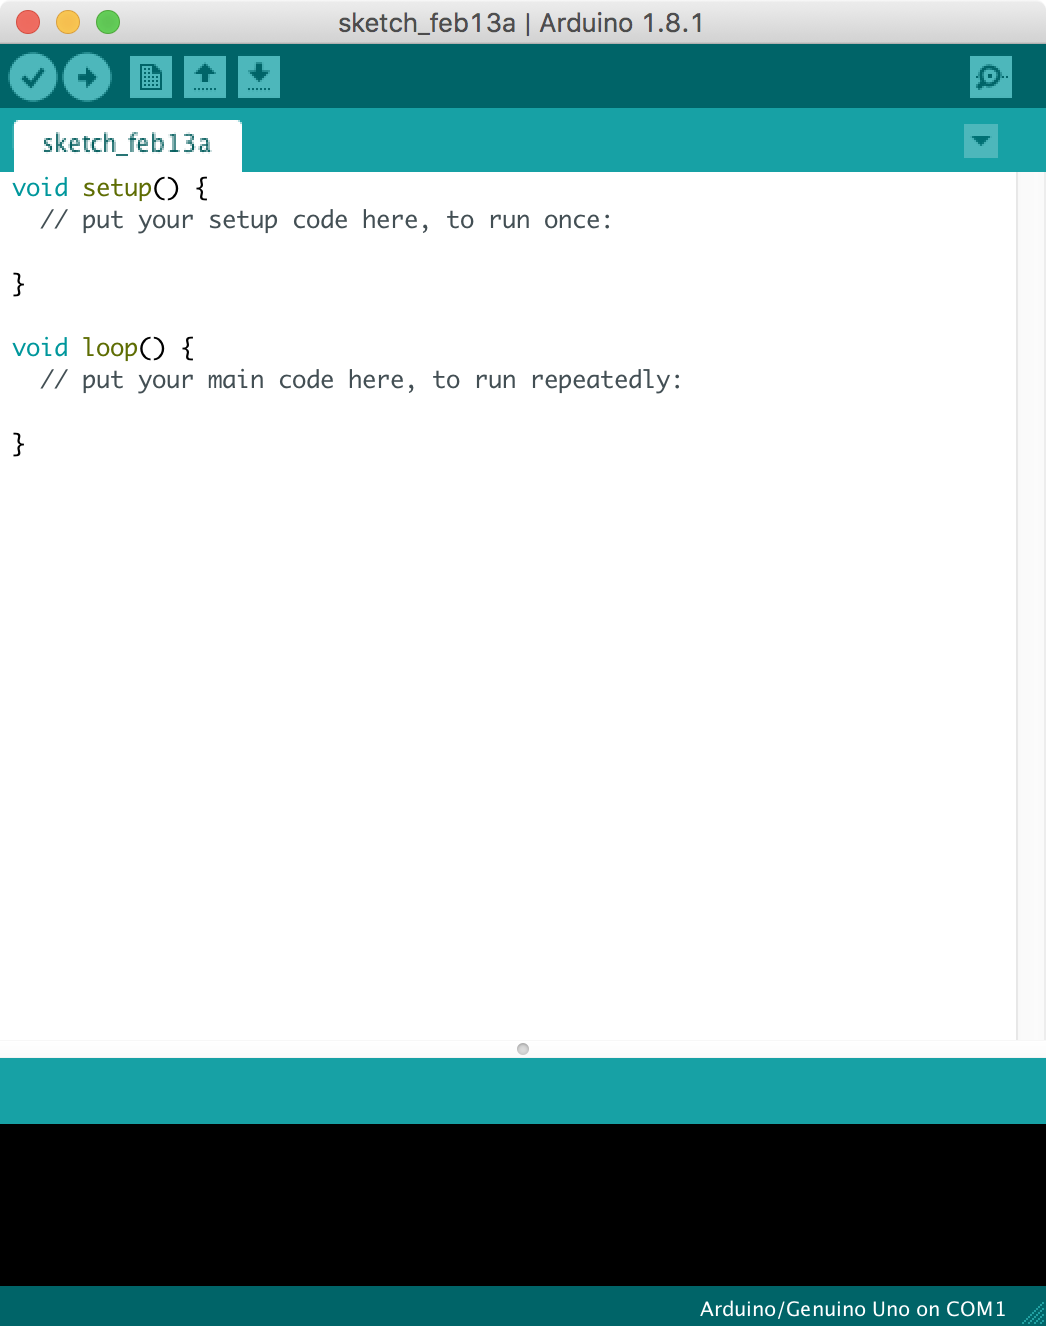 sketch_feb13a | Arduino 1.8.1
sketch_feb13a
void setup() {
  // put your setup code here, to run once:

}

void loop() {
  // put your main code here, to run repeatedly:

}
Arduino/Genuino Uno on COM1